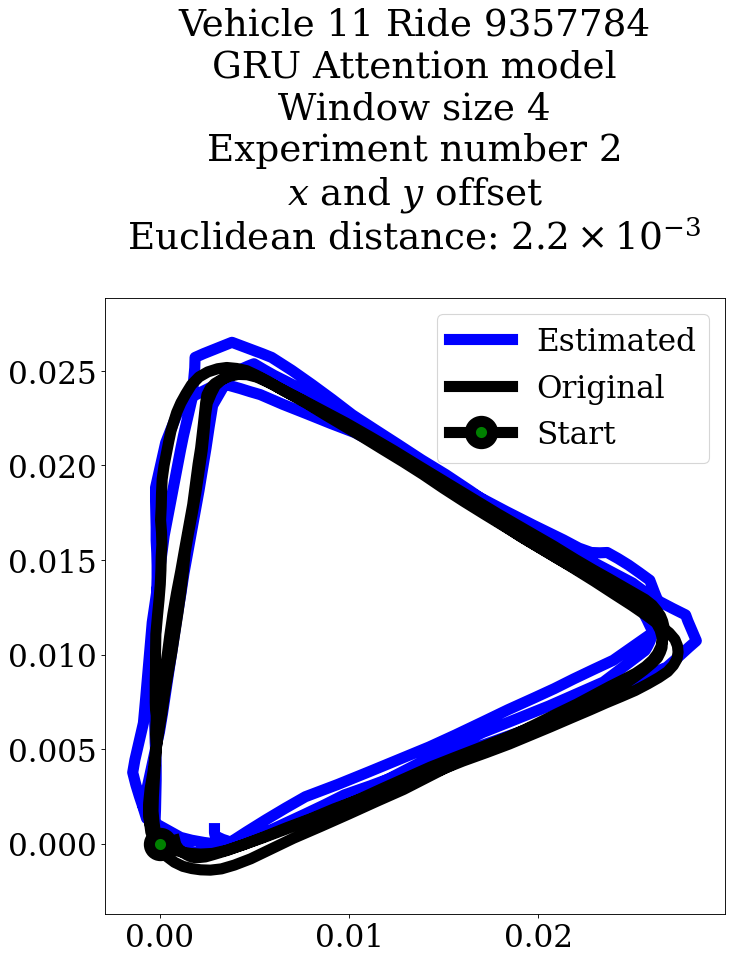 Vehicle 11 Ride 9357784
GRU Attention model
Window size 4
Experiment number 2
x and y offset
Euclidean distance: 2.2 × 10⁻³
Estimated
Original
Start
0.025
0.020
0.015
0.010
0.005
0.000
0.00 0.01 0.02